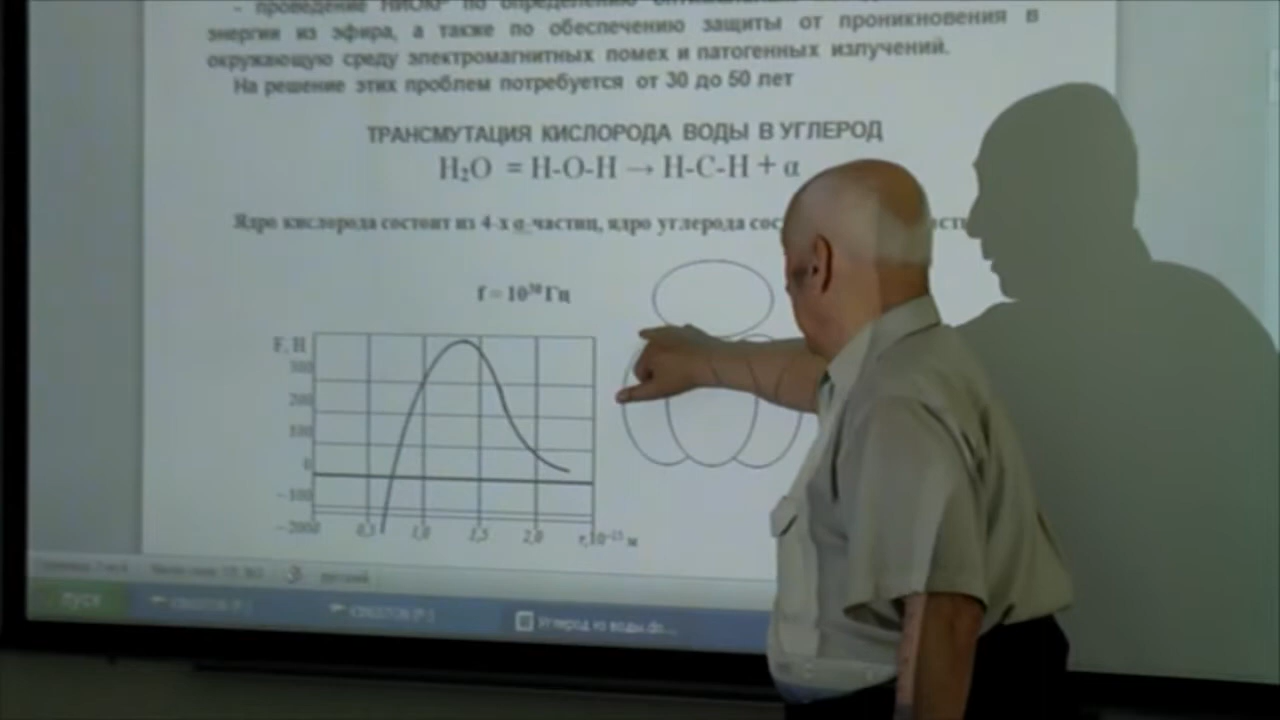 - проведение НИОКР по определению
энергии из эфира, а также по обеспечению защиты от проникновения в
окружающую среду электромагнитных помех и патогенных излучений.
На решение этих проблем потребуется от 30 до 50 лет
ТРАНСМУТАЦИЯ КИСЛОРОДА ВОДЫ В УГЛЕРОД
H₂O = H-O-H → H-C-H + α
Ядро кислорода состоит из 4-х α-частиц, ядро углерода
f = 10³⁰ Гц
F, H
300
200
100
0
-100
-200
0 0,5 1,0 1,5 2,0 r,10⁻¹⁵ м
пуск
Углерод из воды.do...